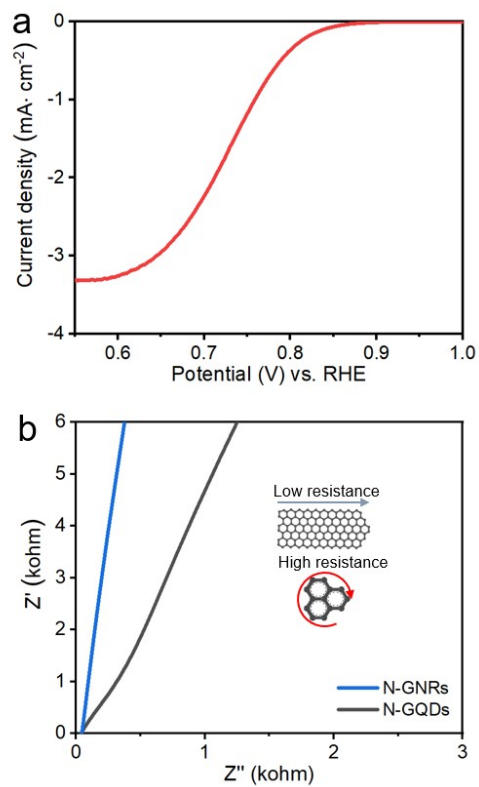 a
Current density (mA· cm-2)
0
-1
-2
-3
-4
0.6 0.7 0.8 0.9 1.0
Potential (V) vs. RHE
b
Z' (kohm)
6
5
4
3
2
1
0
Low resistance
High resistance
N-GNRs
N-GQDs
0 1 2 3
Z" (kohm)